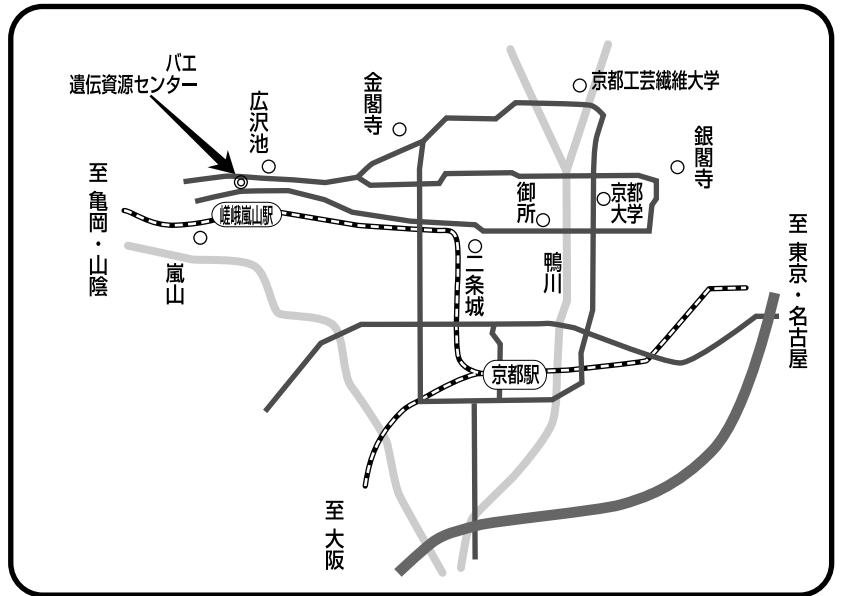 バエ
遺伝資源センター
広沢池
金閣寺
京都工芸繊維大学
銀閣寺
至 亀岡・山陰
嵯峨嵐山駅
嵐山
御所
京都
大学
二条城
鴨川
至 東京・名古屋
京都駅
至 大阪